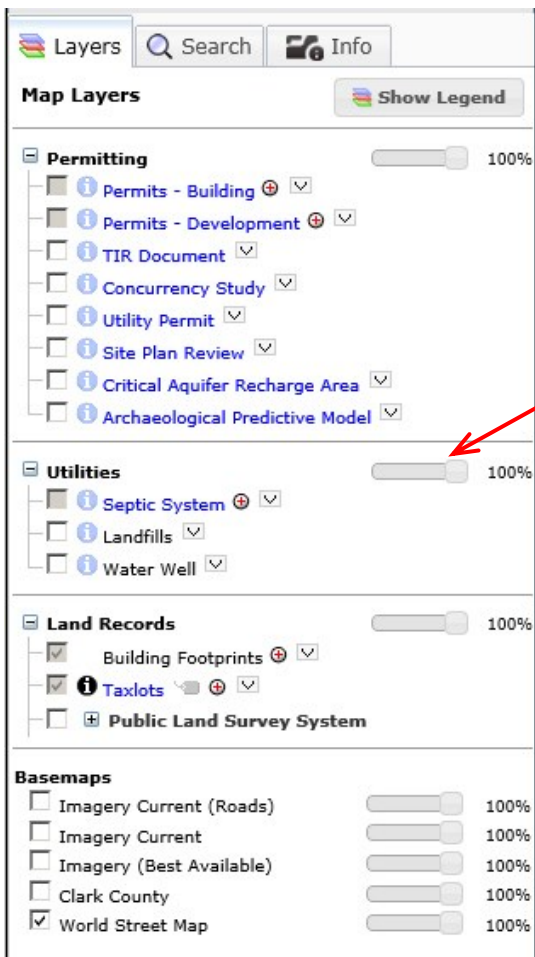 Layers Search Info
Map Layers Show Legend
Permitting 100%
Permits - Building
Permits - Development
TIR Document
Concurrency Study
Utility Permit
Site Plan Review
Critical Aquifer Recharge Area
Archaeological Predictive Model
Utilities 100%
Septic System
Landfills
Water Well
Land Records 100%
Building Footprints
Taxlots
Public Land Survey System
Basemaps
Imagery Current (Roads) 100%
Imagery Current 100%
Imagery (Best Available) 100%
Clark County 100%
World Street Map 100%